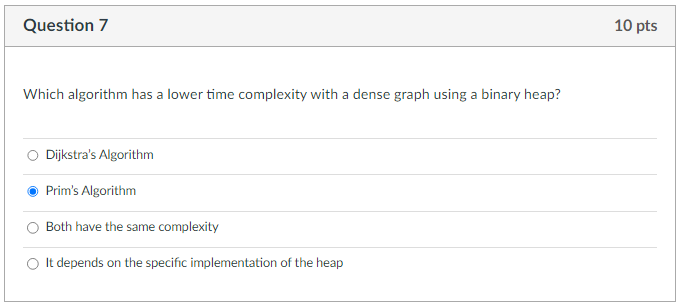 Question 7
10 pts
Which algorithm has a lower time complexity with a dense graph using a binary heap?
Dijkstra's Algorithm
Prim's Algorithm
Both have the same complexity
It depends on the specific implementation of the heap